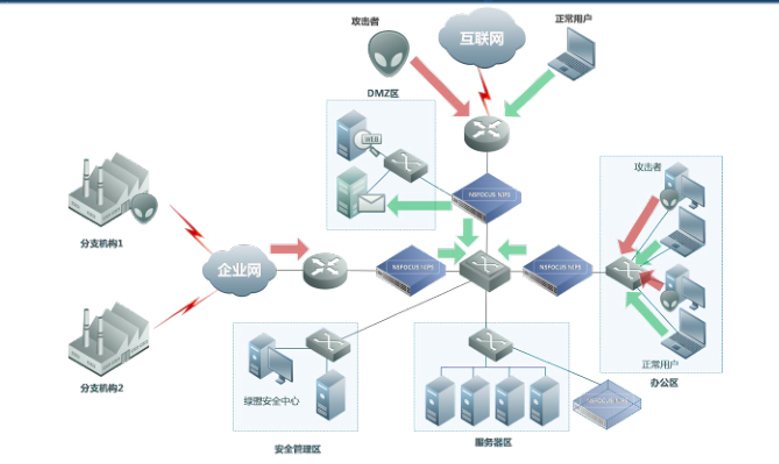 攻击者
互联网
正常用户
DMZ区
WEB
NSFOCUS NIPS
攻击者
分支机构1
企业网
NSFOCUS NIPS
NSFOCUS NIPS
正常用户
办公区
分支机构2
绿盟安全中心
NSFOCUS NIPS
安全管理区
服务器区